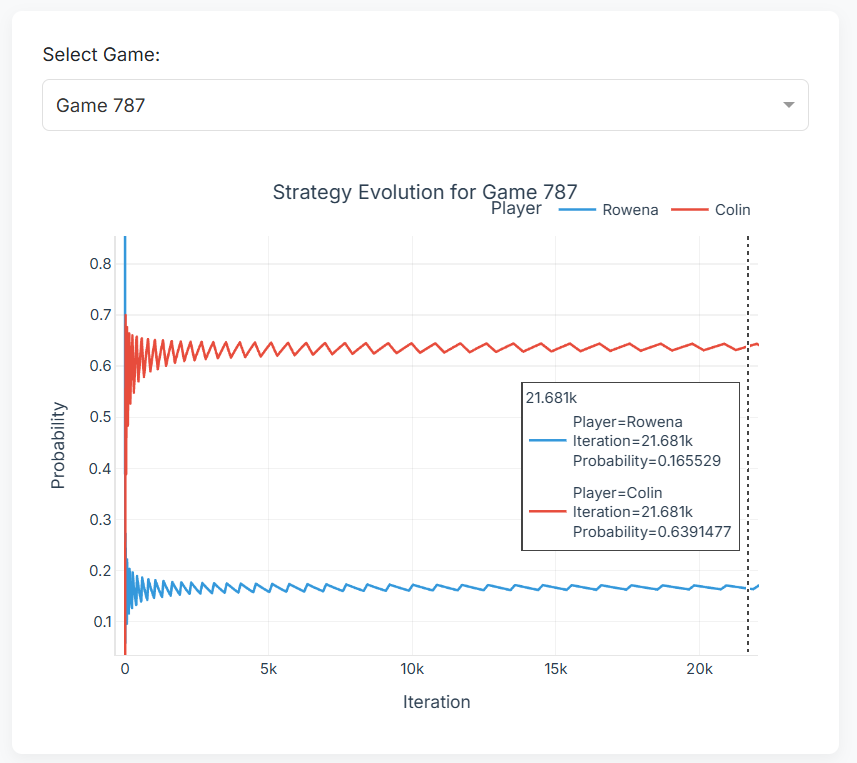 Select Game:
Game 787
Strategy Evolution for Game 787
Player Rowena Colin
0.8
0.7
0.6
0.5
0.4
0.3
0.2
0.1
Probability
21.681k
Player=Rowena
Iteration=21.681k
Probability=0.165529
Player=Colin
Iteration=21.681k
Probability=0.6391477
0 5k 10k 15k 20k
Iteration